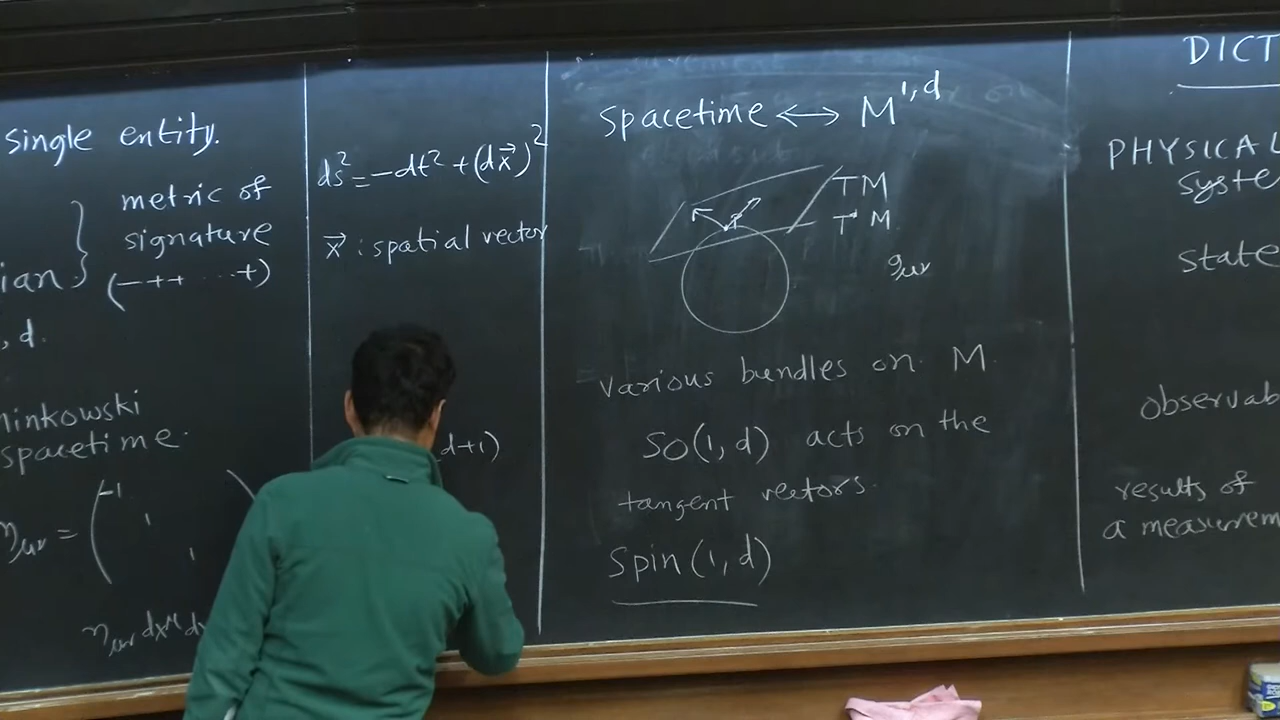 single entity.
metric of
signature
(-++ ...+)
, d.
spacetime.
η_μν = (-1
1
1
η_μν dx^μ
ds² = -dt² + (dx⃗)²
x⃗ : spatial vector
d+1)
Spacetime ↔ M^{1,d}
TM
T*M
g_μν
Various bundles on M.
SO(1,d) acts on the
tangent vectors.
Spin(1,d)
DICT
PHYSICAL
Syste
state
Observab
results of
a measurem